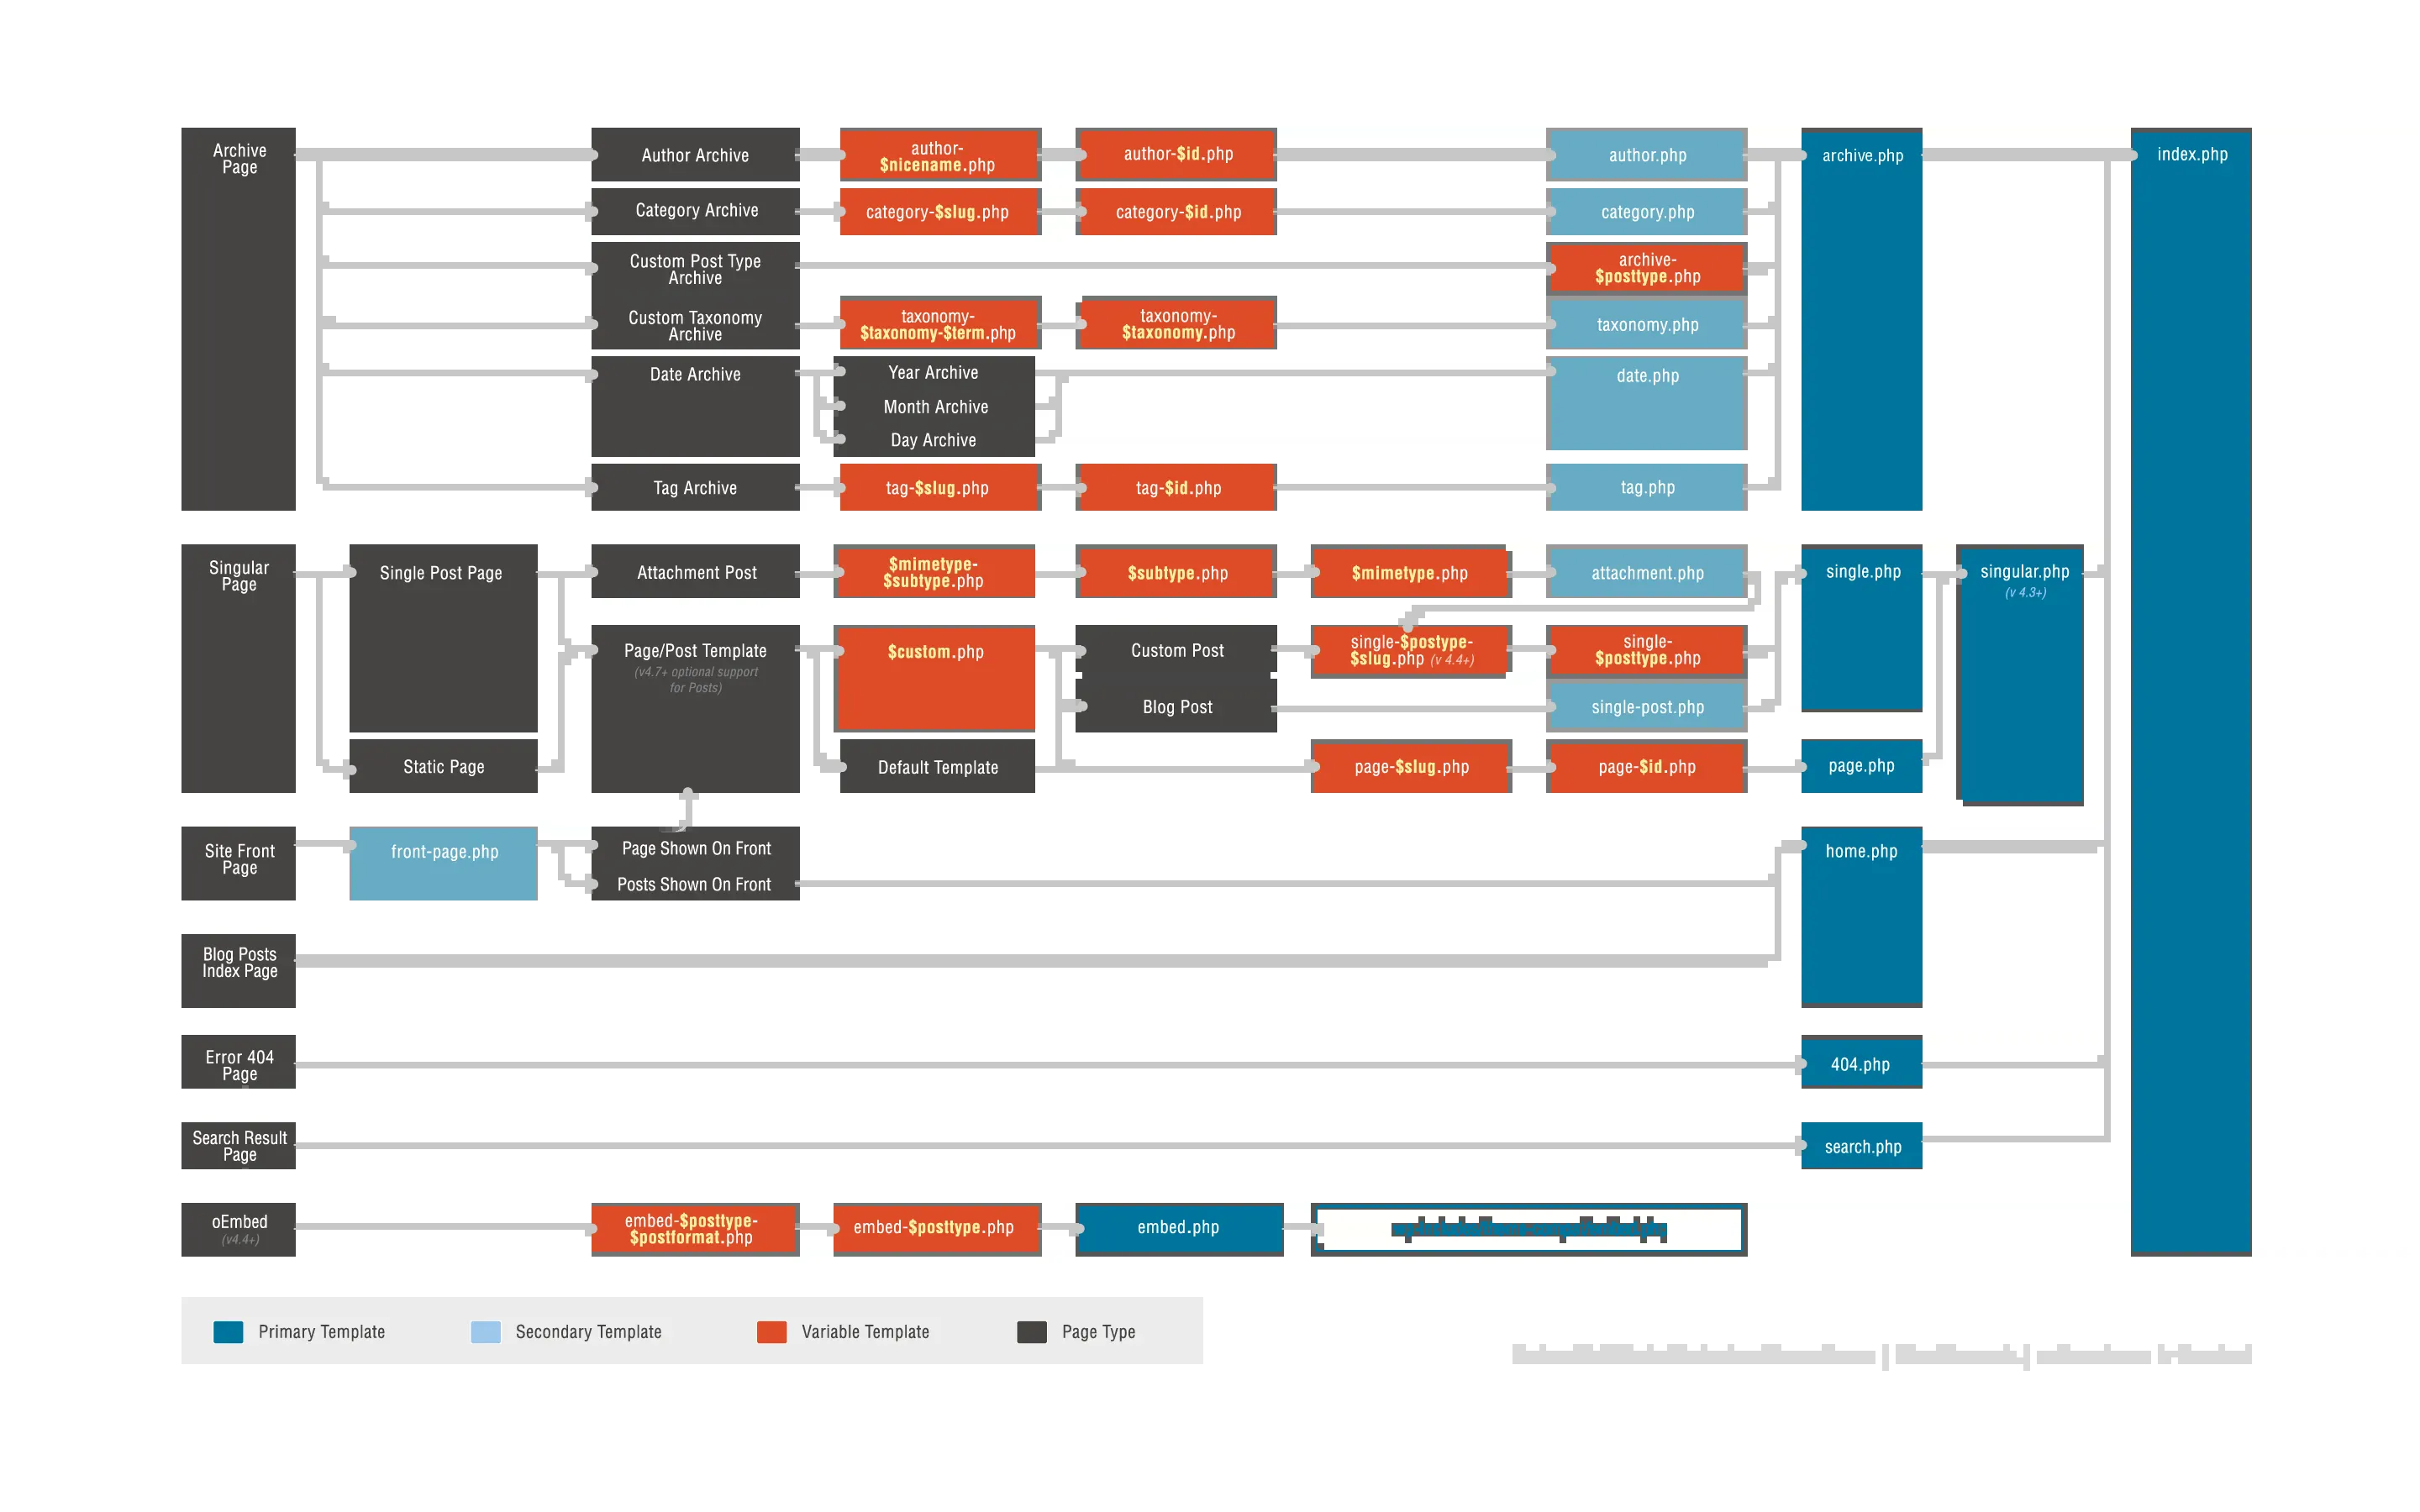 Archive
Page
Author Archive
author-
$nicename.php
author-$id.php
author.php
archive.php
index.php
Category Archive
category-$slug.php
category-$id.php
category.php
Custom Post Type
Archive
archive-
$posttype.php
Custom Taxonomy
Archive
taxonomy-
$taxonomy-$term.php
taxonomy-
$taxonomy.php
taxonomy.php
Date Archive
Year Archive
Month Archive
Day Archive
date.php
Tag Archive
tag-$slug.php
tag-$id.php
tag.php
Singular
Page
Single Post Page
Attachment Post
$mimetype-
$subtype.php
$subtype.php
$mimetype.php
attachment.php
single.php
singular.php
(v 4.3+)
Page/Post Template
(v4.7+ optional support
for Posts)
$custom.php
Custom Post
single-$postype-
$slug.php (v 4.4+)
single-
$posttype.php
Blog Post
single-post.php
Static Page
Default Template
page-$slug.php
page-$id.php
page.php
Site Front
Page
front-page.php
Page Shown On Front
Posts Shown On Front
home.php
Blog Posts
Index Page
Error 404
Page
404.php
Search Result
Page
search.php
oEmbed
(v4.4+)
embed-$posttype-
$postformat.php
embed-$posttype.php
embed.php
Primary Template
Secondary Template
Variable Template
Page Type